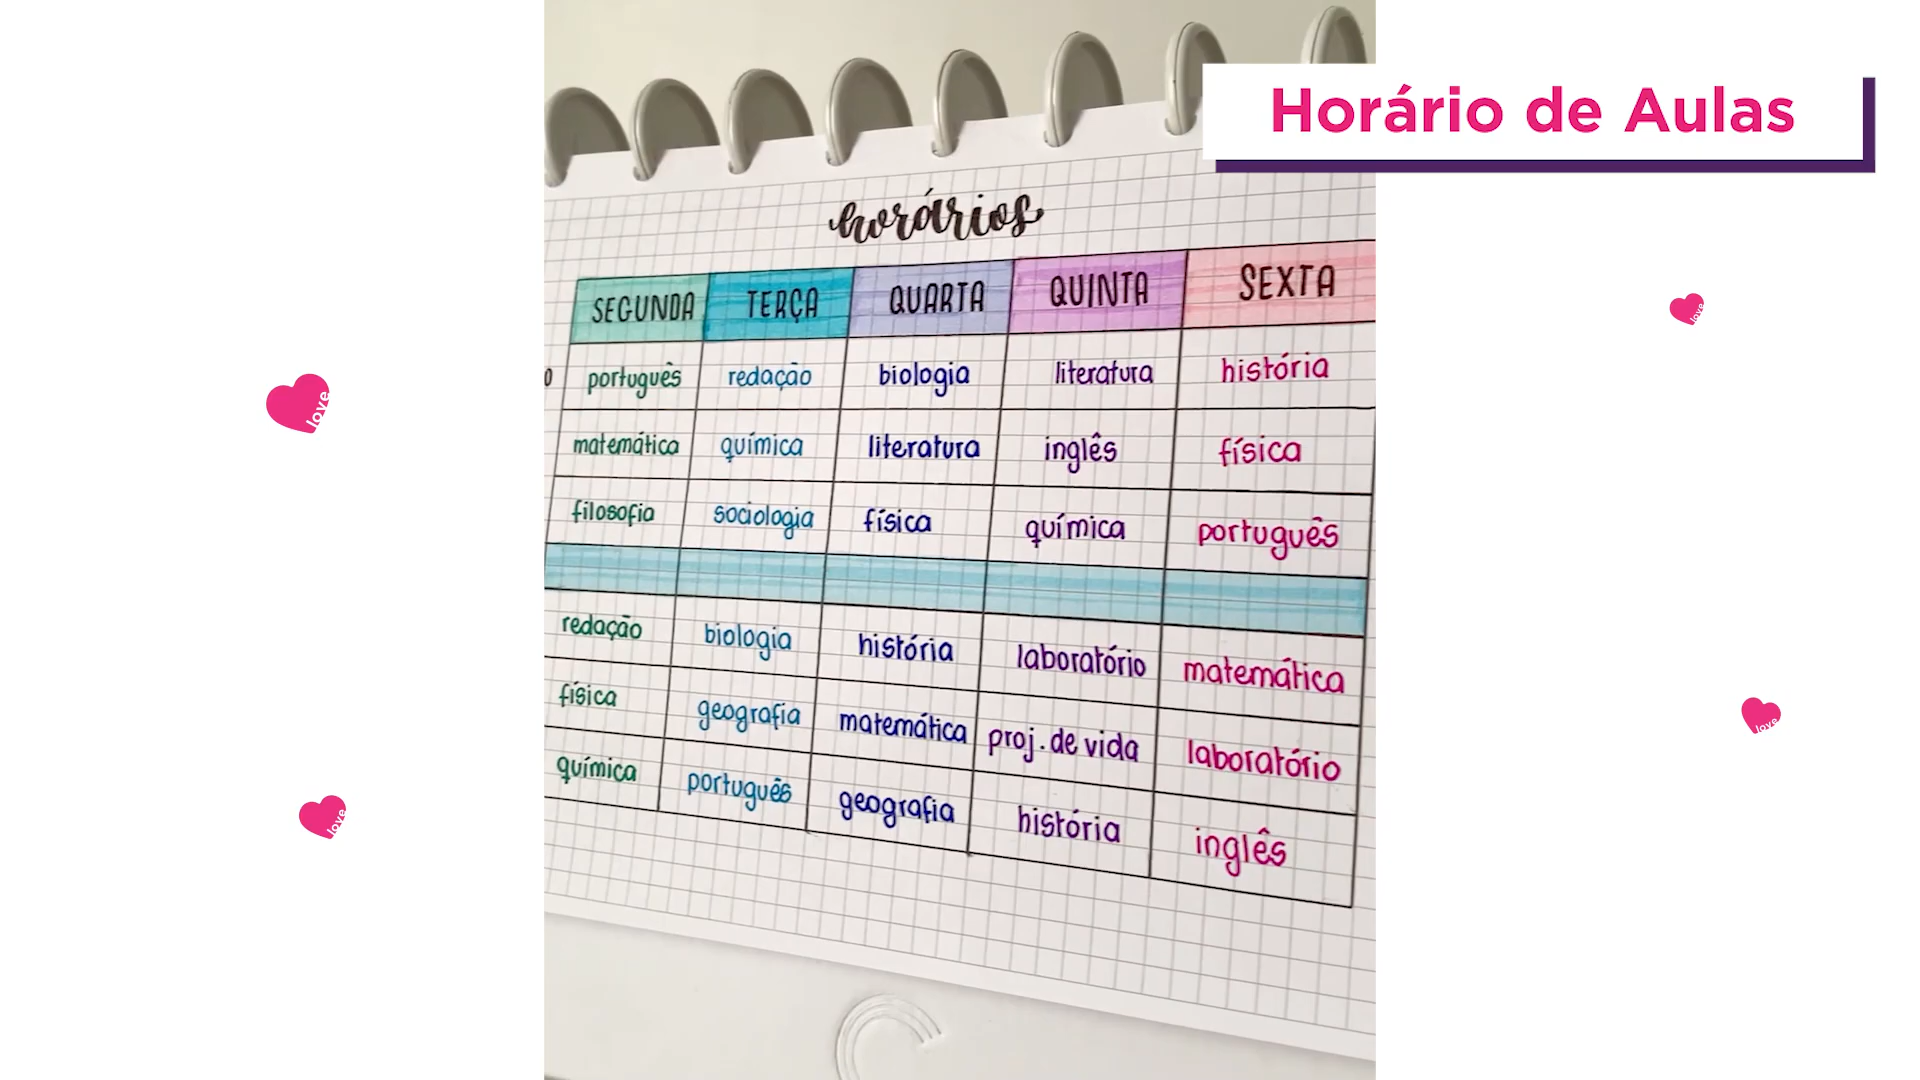 Horário de Aulas
horários
SEGUNDA TERÇA QUARTA QUINTA SEXTA
português redação biologia literatura história
matemática química literatura inglês física
filosofia sociologia física química português
redação biologia história laboratório matemática
física geografia matemática proj. de vida laboratório
química português geografia história inglês
love
love
love
love